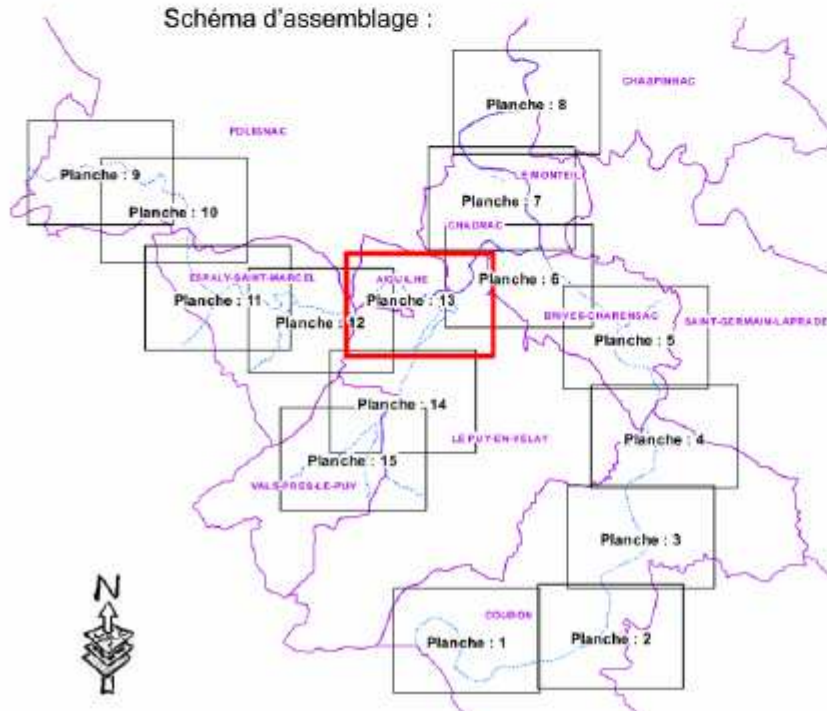 Schéma d'assemblage :
CHASPINHAC
Planche : 8
POLIGNAC
Planche : 9
LE MONTEIL
Planche : 7
Planche : 10
CHADRAC
ESPALY-SAINT-MARCEL
AIGUILHE
Planche : 6
Planche : 11
Planche : 13
Planche : 12
BRIVES-CHARENSAC
SAINT-GERMAIN-LAPRADE
Planche : 5
Planche : 14
LE PUY-EN-VELAY
Planche : 4
Planche : 15
VALS-PRES-LE-PUY
Planche : 3
N
COUBON
Planche : 1
Planche : 2